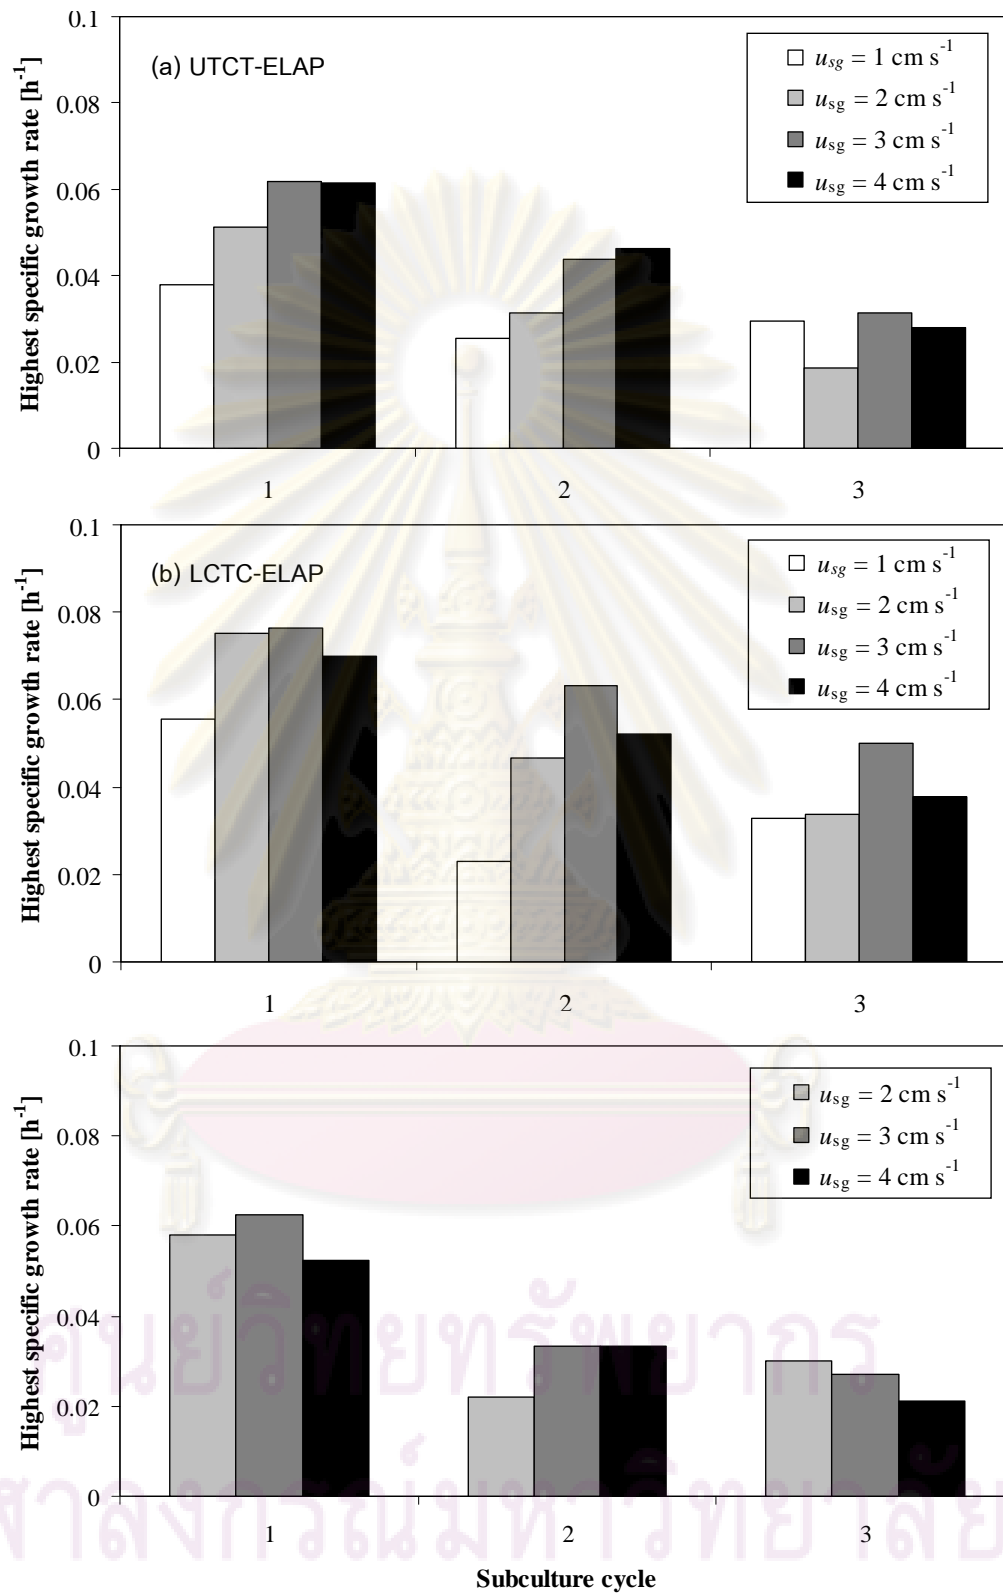 0.1
0.08
0.06
0.04
0.02
0
Highest specific growth rate [h⁻¹]
(a) UTCT-ELAP
u_sg = 1 cm s⁻¹
u_sg = 2 cm s⁻¹
u_sg = 3 cm s⁻¹
u_sg = 4 cm s⁻¹
1 2 3
0.1
0.08
0.06
0.04
0.02
0
Highest specific growth rate [h⁻¹]
(b) LCTC-ELAP
u_sg = 1 cm s⁻¹
u_sg = 2 cm s⁻¹
u_sg = 3 cm s⁻¹
u_sg = 4 cm s⁻¹
1 2 3
0.1
0.08
0.06
0.04
0.02
0
Highest specific growth rate [h⁻¹]
u_sg = 2 cm s⁻¹
u_sg = 3 cm s⁻¹
u_sg = 4 cm s⁻¹
ศูนย์วิทยทรัพยากร
จุฬาลงกรณ์มหาวิทยาลัย
1 2 3
Subculture cycle